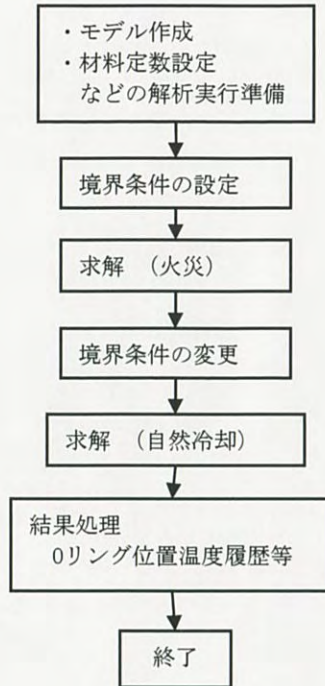 ・モデル作成
・材料定数設定
などの解析実行準備
境界条件の設定
求解 （火災）
境界条件の変更
求解 （自然冷却）
結果処理
0リング位置温度履歴等
終了